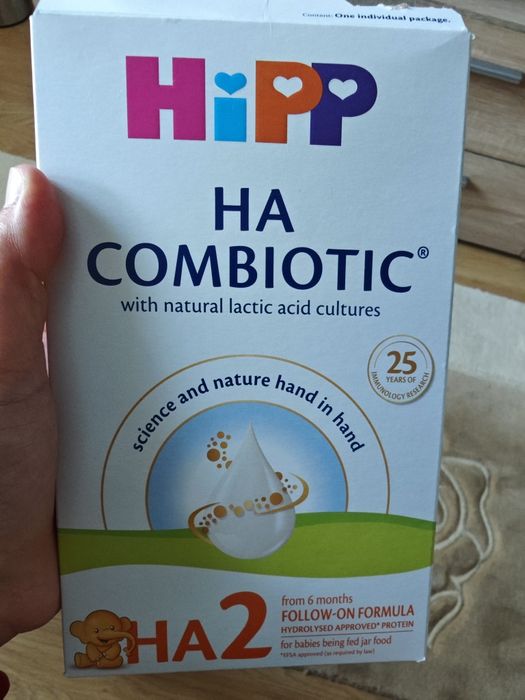 Content: One individual package.
HiPP
HA
COMBIOTIC®
with natural lactic acid cultures
25
YEARS OF
IMMUNOLOGY RESEARCH
science and nature hand in hand
HA2
from 6 months
FOLLOW-ON FORMULA
HYDROLYSED APPROVED* PROTEIN
for babies being fed jar food
*EFSA approved (as required by law)